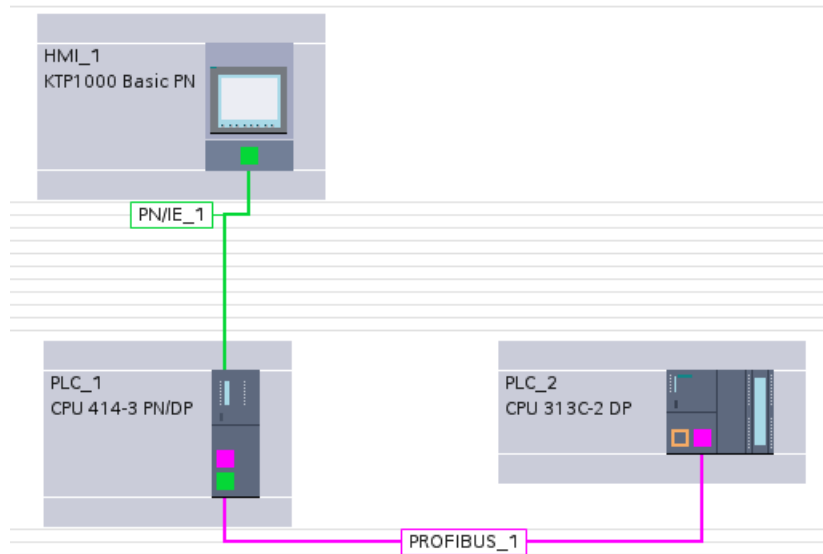 HMI_1
KTP1000 Basic PN
PN/IE_1
PLC_1
CPU 414-3 PN/DP
PLC_2
CPU 313C-2 DP
PROFIBUS_1